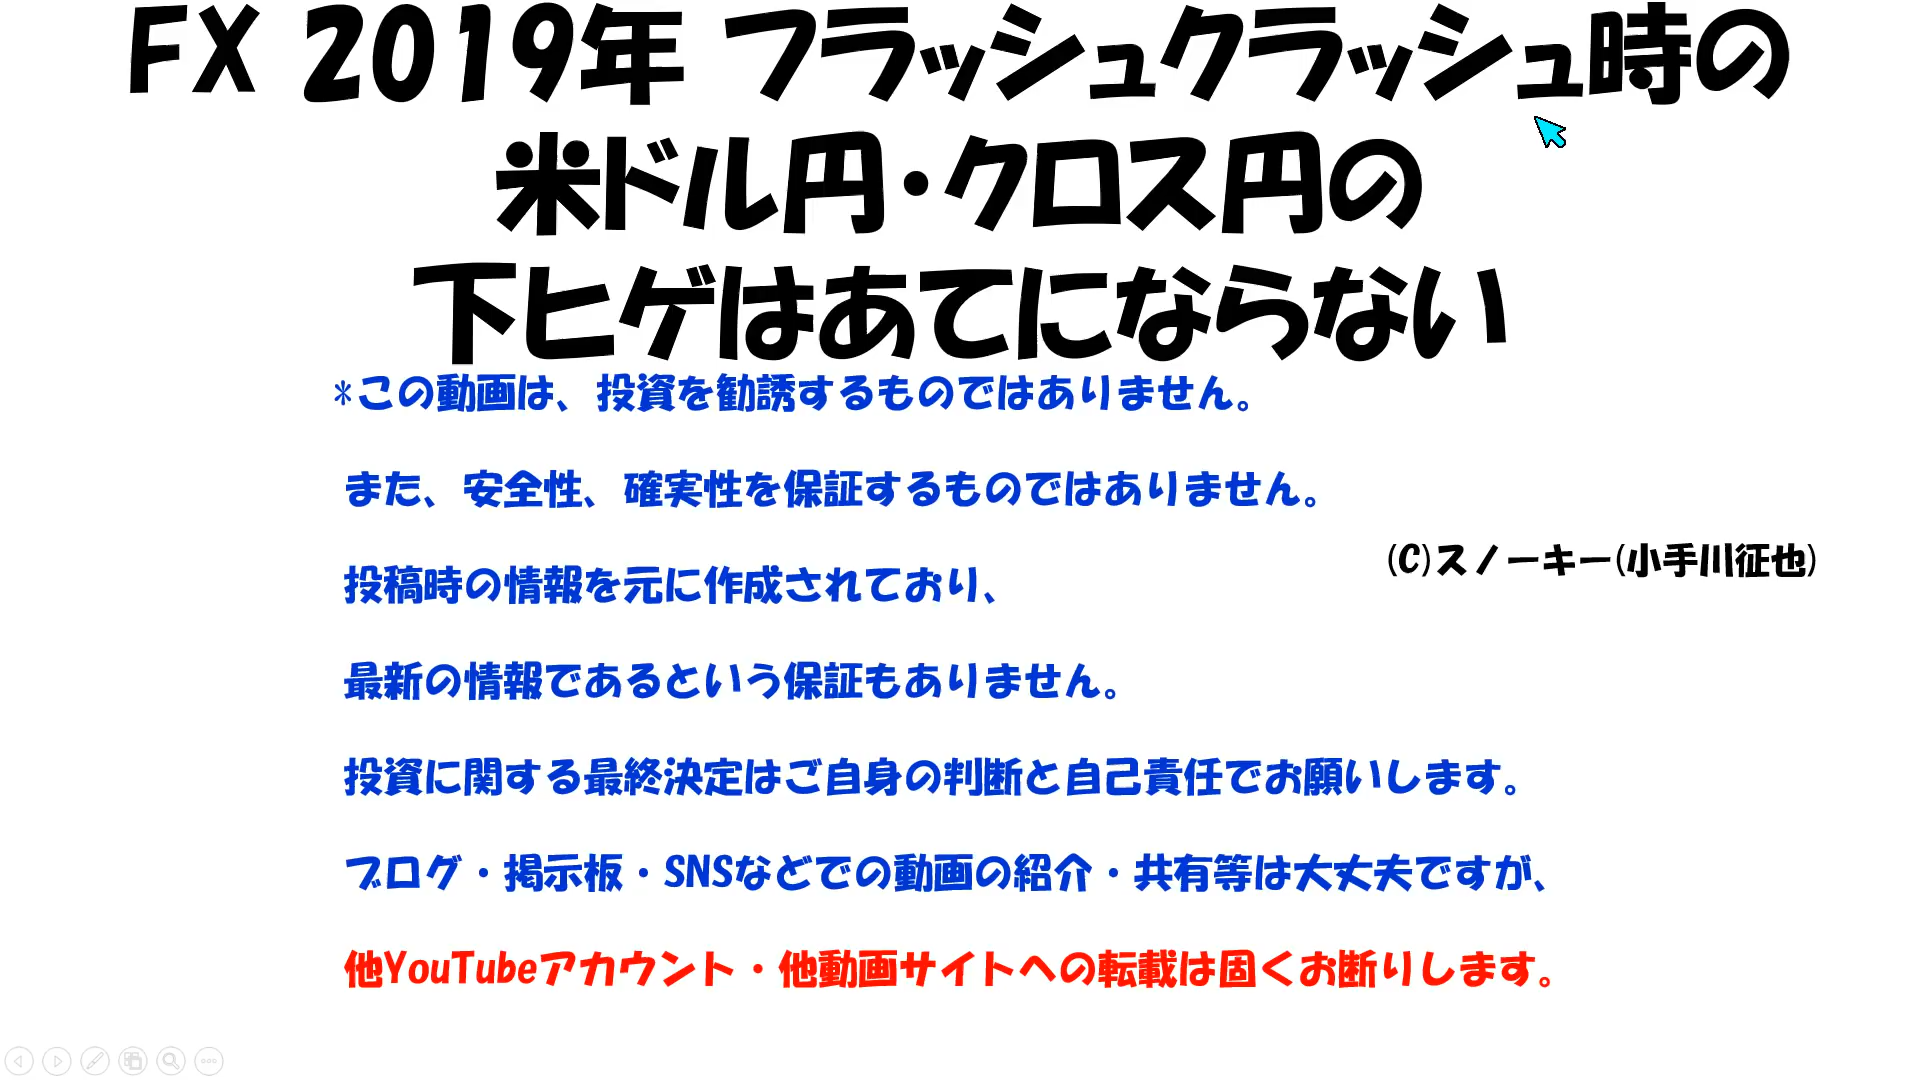 FX 2019年 フラッシュクラッシュ時の
米ドル円・クロス円の
下ヒゲはあてにならない
*この動画は、投資を勧誘するものではありません。
また、安全性、確実性を保証するものではありません。
(C)スノーキー(小手川征也)
投稿時の情報を元に作成されており、
最新の情報であるという保証もありません。
投資に関する最終決定はご自身の判断と自己責任でお願いします。
ブログ・掲示板・SNSなどでの動画の紹介・共有等は大丈夫ですが、
他YouTubeアカウント・他動画サイトへの転載は固くお断りします。